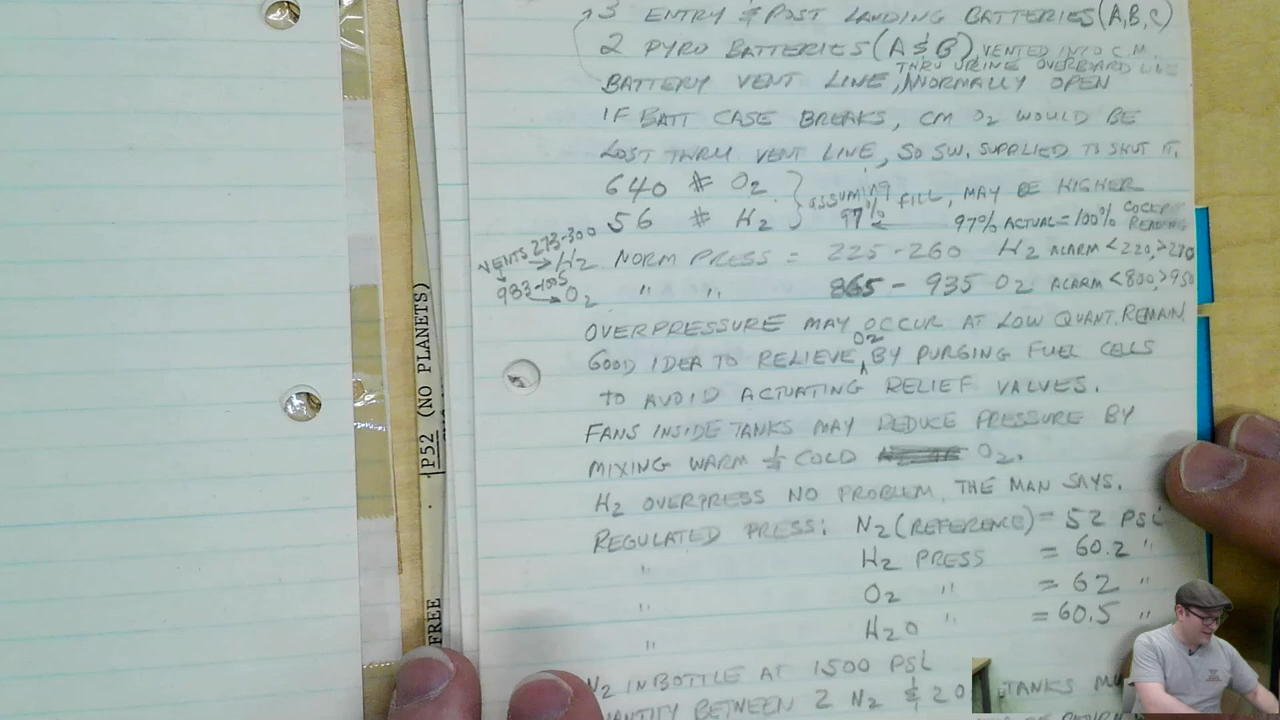 3 ENTRY & POST LANDING BATTERIES (A,B,C)
2 PYRO BATTERIES (A & B), VENTED INTO C.M.
THRU URINE OVERBOARD LINE
BATTERY VENT LINE, NORMALLY OPEN
IF BATT CASE BREAKS, CM O2 WOULD BE
LOST THRU VENT LINE, SO SW. SUPPLIED TO SHUT IT.
640 # O2 } ASSUMING
56 # H2 } 97% FILL, MAY BE HIGHER
97% ACTUAL = 100% COCKPIT READING
VENTS 273-300 → H2 NORM PRESS = 225-260 H2 ALARM <220, >270
983-1005 → O2 " " 865 - 935 O2 ALARM <800, >950
OVERPRESSURE MAY OCCUR AT LOW QUANT. REMAIN
GOOD IDEA TO RELIEVE O2 BY PURGING FUEL CELLS
TO AVOID ACTUATING RELIEF VALVES.
FANS INSIDE TANKS MAY REDUCE PRESSURE BY
MIXING WARM & COLD O2.
H2 OVERPRESS NO PROBLEM, THE MAN SAYS.
REGULATED PRESS: N2 (REFERENCE) = 52 PSI
" H2 PRESS = 60.2 "
" O2 " = 62 "
" H2O " = 60.5 "
N2 IN BOTTLE AT 1500 PSI
QUANTITY BETWEEN 2 N2 & 2 O TANKS
P52 (NO PLANETS)
FREE